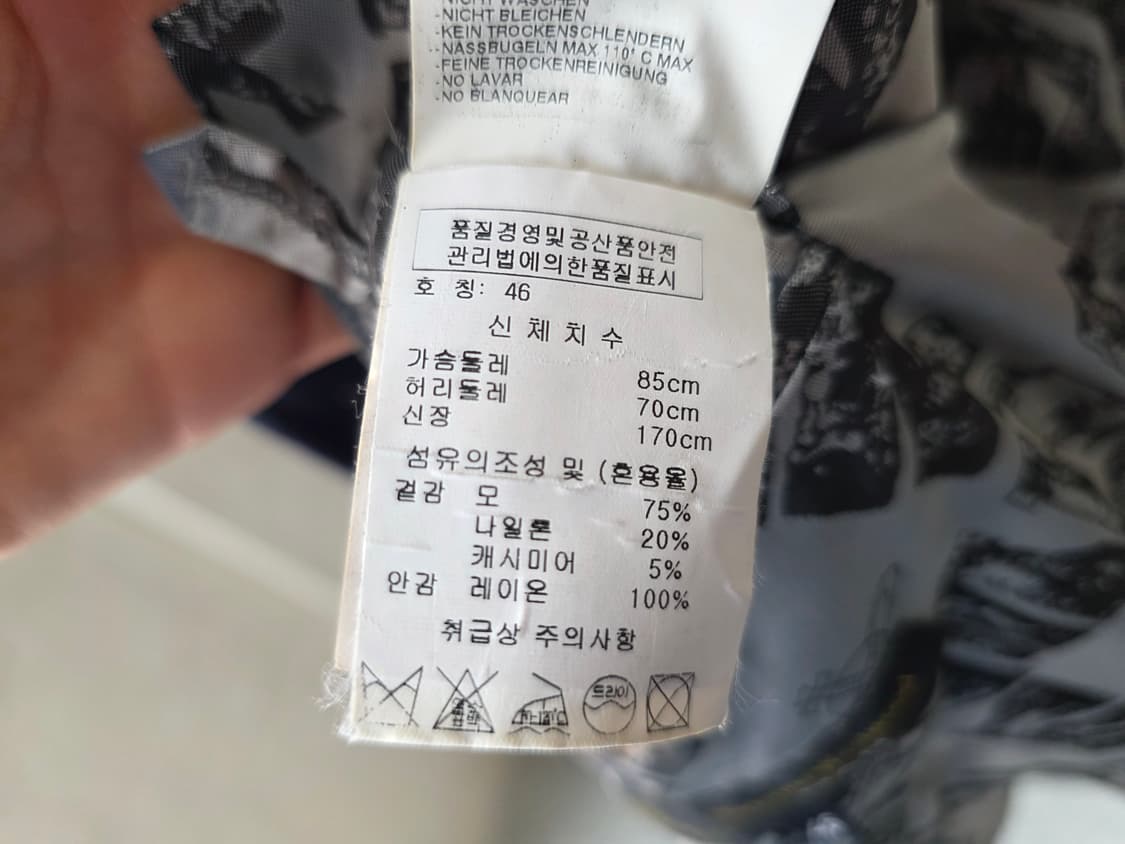 -NICHT WASCHEN
-NICHT BLEICHEN
-KEIN TROCKENSCHLENDERN
-NASSBUGELN MAX 110° C MAX
-FEINE TROCKENREINIGUNG
-NO LAVAR
-NO BLANQUEAR
품질경영및공산품안전
관리법에의한품질표시
호 칭: 46
신 체 치 수
가슴둘레 85cm
허리둘레 70cm
신장 170cm
섬유의조성 및 (혼용율)
겉감 모 75%
나일론 20%
캐시미어 5%
안감 레이온 100%
취급상 주의사항
드라이